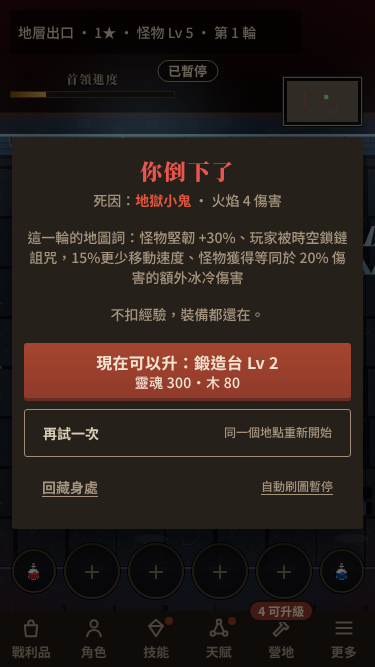 地層出口 • 1★ • 怪物 Lv 5 • 第 1 輪
已暫停
首領進度
你倒下了
死因：地獄小鬼 • 火焰 4 傷害
這一輪的地圖詞：怪物堅韌 +30%、玩家被時空鎖鏈
詛咒，15%更少移動速度、怪物獲得等同於 20% 傷
害的額外冰冷傷害
不扣經驗，裝備都還在。
現在可以升：鍛造台 Lv 2
靈魂 300 • 木 80
再試一次
同一個地點重新開始
回藏身處
自動刷圖暫停
4 可升級
戰利品
角色
技能
天賦
營地
更多